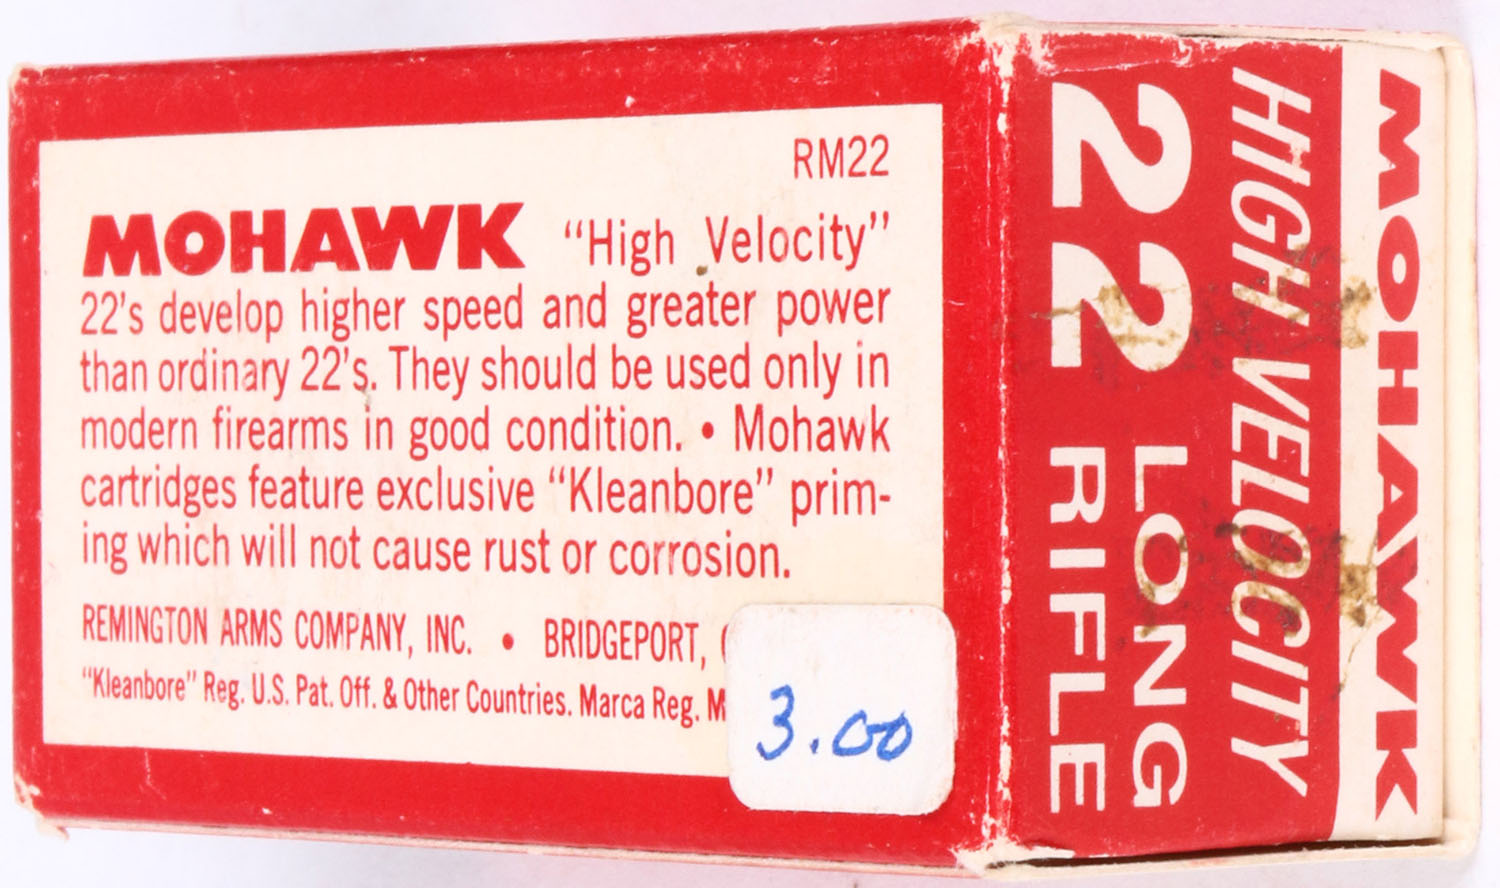 RM22
MOHAWK "High Velocity"
22's develop higher speed and greater power
than ordinary 22's. They should be used only in
modern firearms in good condition. • Mohawk
cartridges feature exclusive "Kleanbore" prim-
ing which will not cause rust or corrosion.
REMINGTON ARMS COMPANY, INC. • BRIDGEPORT,
"Kleanbore" Reg. U.S. Pat. Off. & Other Countries. Marca Reg. M
3.00
MOHAWK
HIGH VELOCITY
22 LONG
22 RIFLE